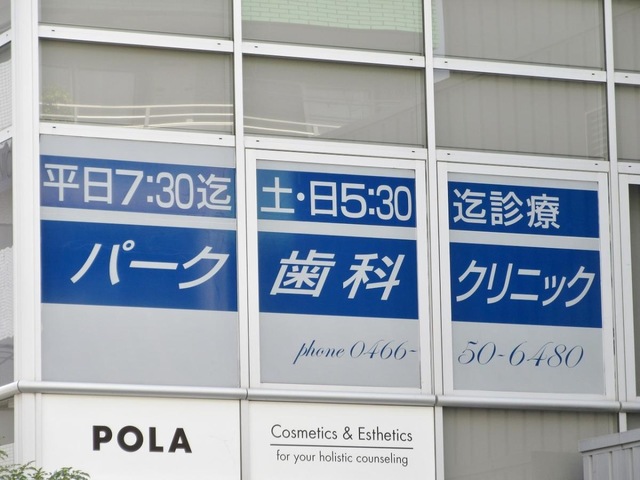 平日7:30迄 土・日5:30 迄診療
パーク 歯科 クリニック
phone 0466-50-6480
POLA
Cosmetics & Esthetics
for your holistic counseling